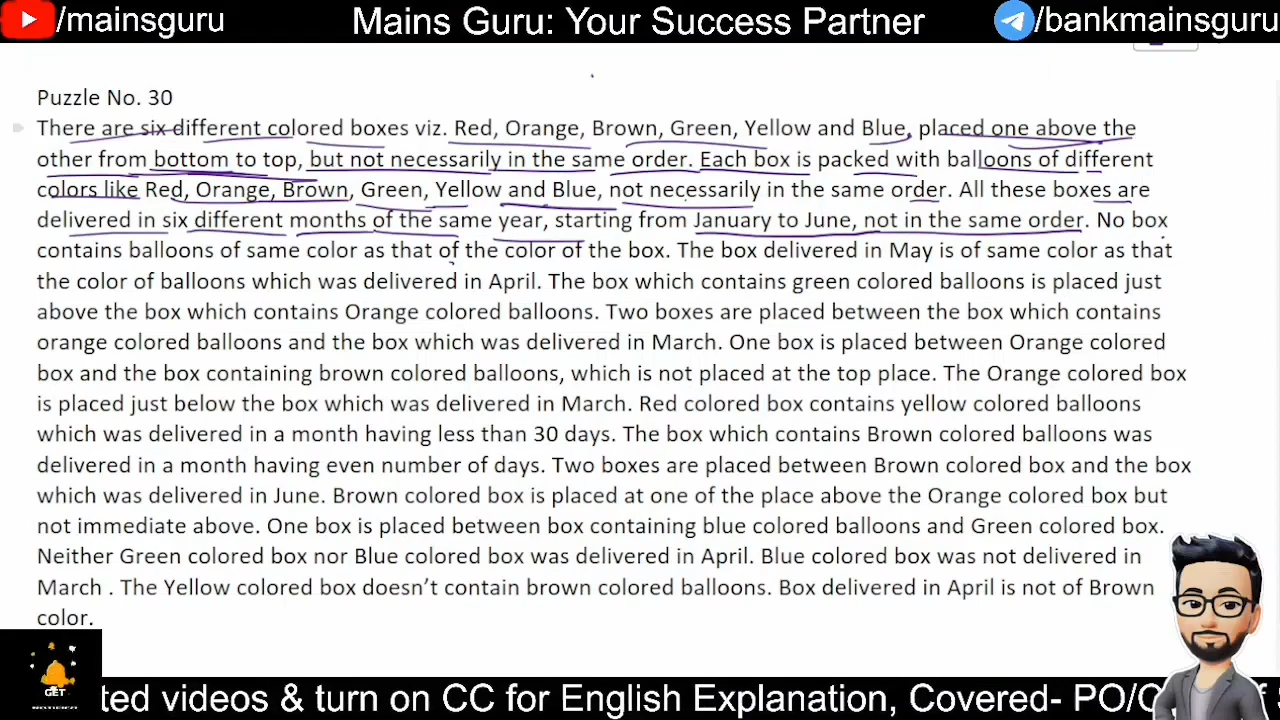 /mainsguru
Mains Guru: Your Success Partner
/bankmainsguru
Puzzle No. 30
There are six different colored boxes viz. Red, Orange, Brown, Green, Yellow and Blue, placed one above the
other from bottom to top, but not necessarily in the same order. Each box is packed with balloons of different
colors like Red, Orange, Brown, Green, Yellow and Blue, not necessarily in the same order. All these boxes are
delivered in six different months of the same year, starting from January to June, not in the same order. No box
contains balloons of same color as that of the color of the box. The box delivered in May is of same color as that
the color of balloons which was delivered in April. The box which contains green colored balloons is placed just
above the box which contains Orange colored balloons. Two boxes are placed between the box which contains
orange colored balloons and the box which was delivered in March. One box is placed between Orange colored
box and the box containing brown colored balloons, which is not placed at the top place. The Orange colored box
is placed just below the box which was delivered in March. Red colored box contains yellow colored balloons
which was delivered in a month having less than 30 days. The box which contains Brown colored balloons was
delivered in a month having even number of days. Two boxes are placed between Brown colored box and the box
which was delivered in June. Brown colored box is placed at one of the place above the Orange colored box but
not immediate above. One box is placed between box containing blue colored balloons and Green colored box.
Neither Green colored box nor Blue colored box was delivered in April. Blue colored box was not delivered in
March . The Yellow colored box doesn't contain brown colored balloons. Box delivered in April is not of Brown
color.
GET
ted videos & turn on CC for English Explanation, Covered- PO/C